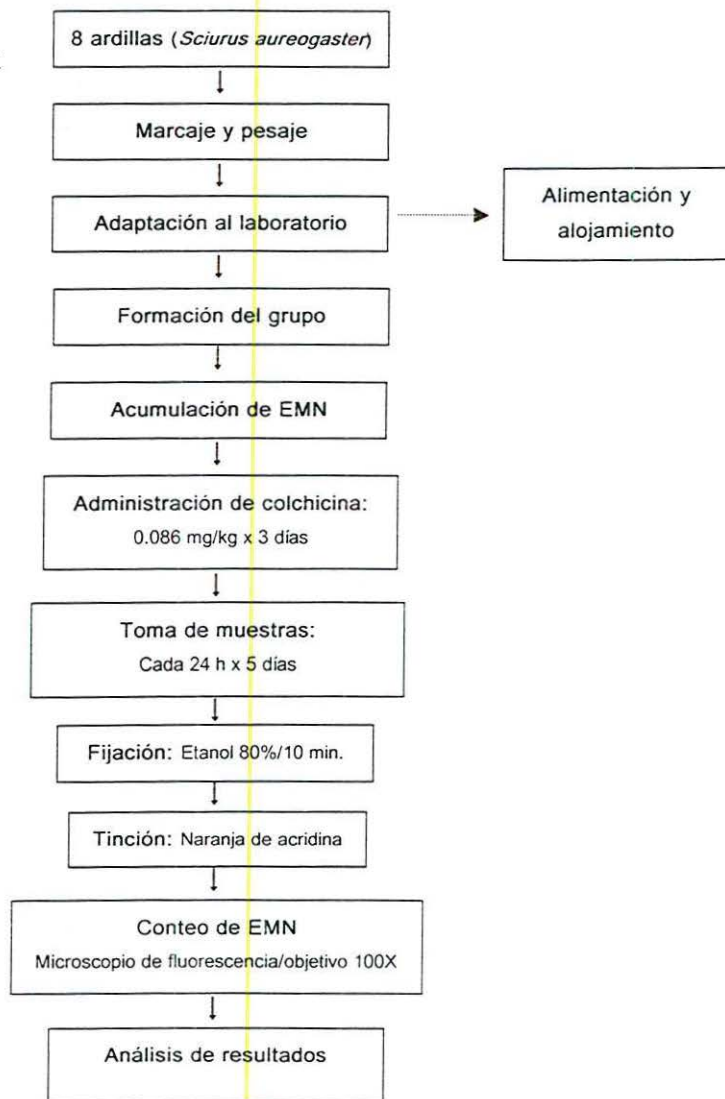 8 ardillas (Sciurus aureogaster)
Marcaje y pesaje
Adaptación al laboratorio
Alimentación y
alojamiento
Formación del grupo
Acumulación de EMN
Administración de colchicina:
0.086 mg/kg x 3 días
Toma de muestras:
Cada 24 h x 5 días
Fijación: Etanol 80%/10 min.
Tinción: Naranja de acridina
Conteo de EMN
Microscopio de fluorescencia/objetivo 100X
Análisis de resultados